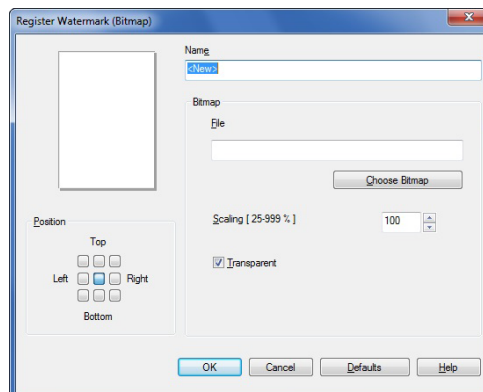 Register Watermark (Bitmap)
Name
<New>
Bitmap
File
Choose Bitmap
Scaling [ 25-999 % ]
100
Transparent
Position
Top
Left
Right
Bottom
OK
Cancel
Defaults
Help